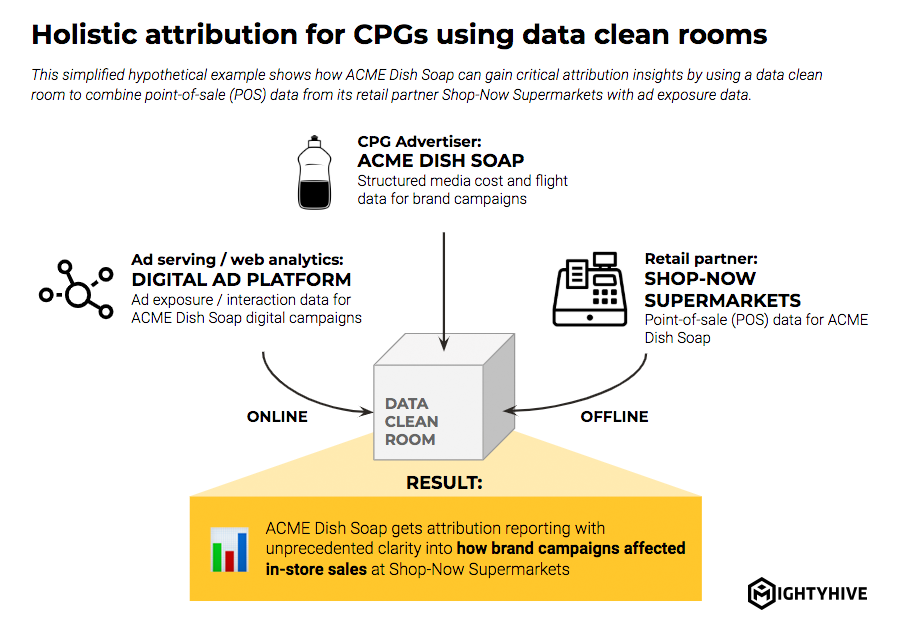 Holistic attribution for CPGs using data clean rooms
This simplified hypothetical example shows how ACME Dish Soap can gain critical attribution insights by using a data clean
room to combine point-of-sale (POS) data from its retail partner Shop-Now Supermarkets with ad exposure data.
CPG Advertiser:
ACME DISH SOAP
Structured media cost and flight
data for brand campaigns
Ad serving / web analytics:
DIGITAL AD PLATFORM
Ad exposure / interaction data for
ACME Dish Soap digital campaigns
Retail partner:
SHOP-NOW
SUPERMARKETS
Point-of-sale (POS) data for ACME
Dish Soap
ONLINE
DATA
CLEAN
ROOM
OFFLINE
RESULT:
ACME Dish Soap gets attribution reporting with
unprecedented clarity into how brand campaigns affected
in-store sales at Shop-Now Supermarkets
MIGHTYHIVE